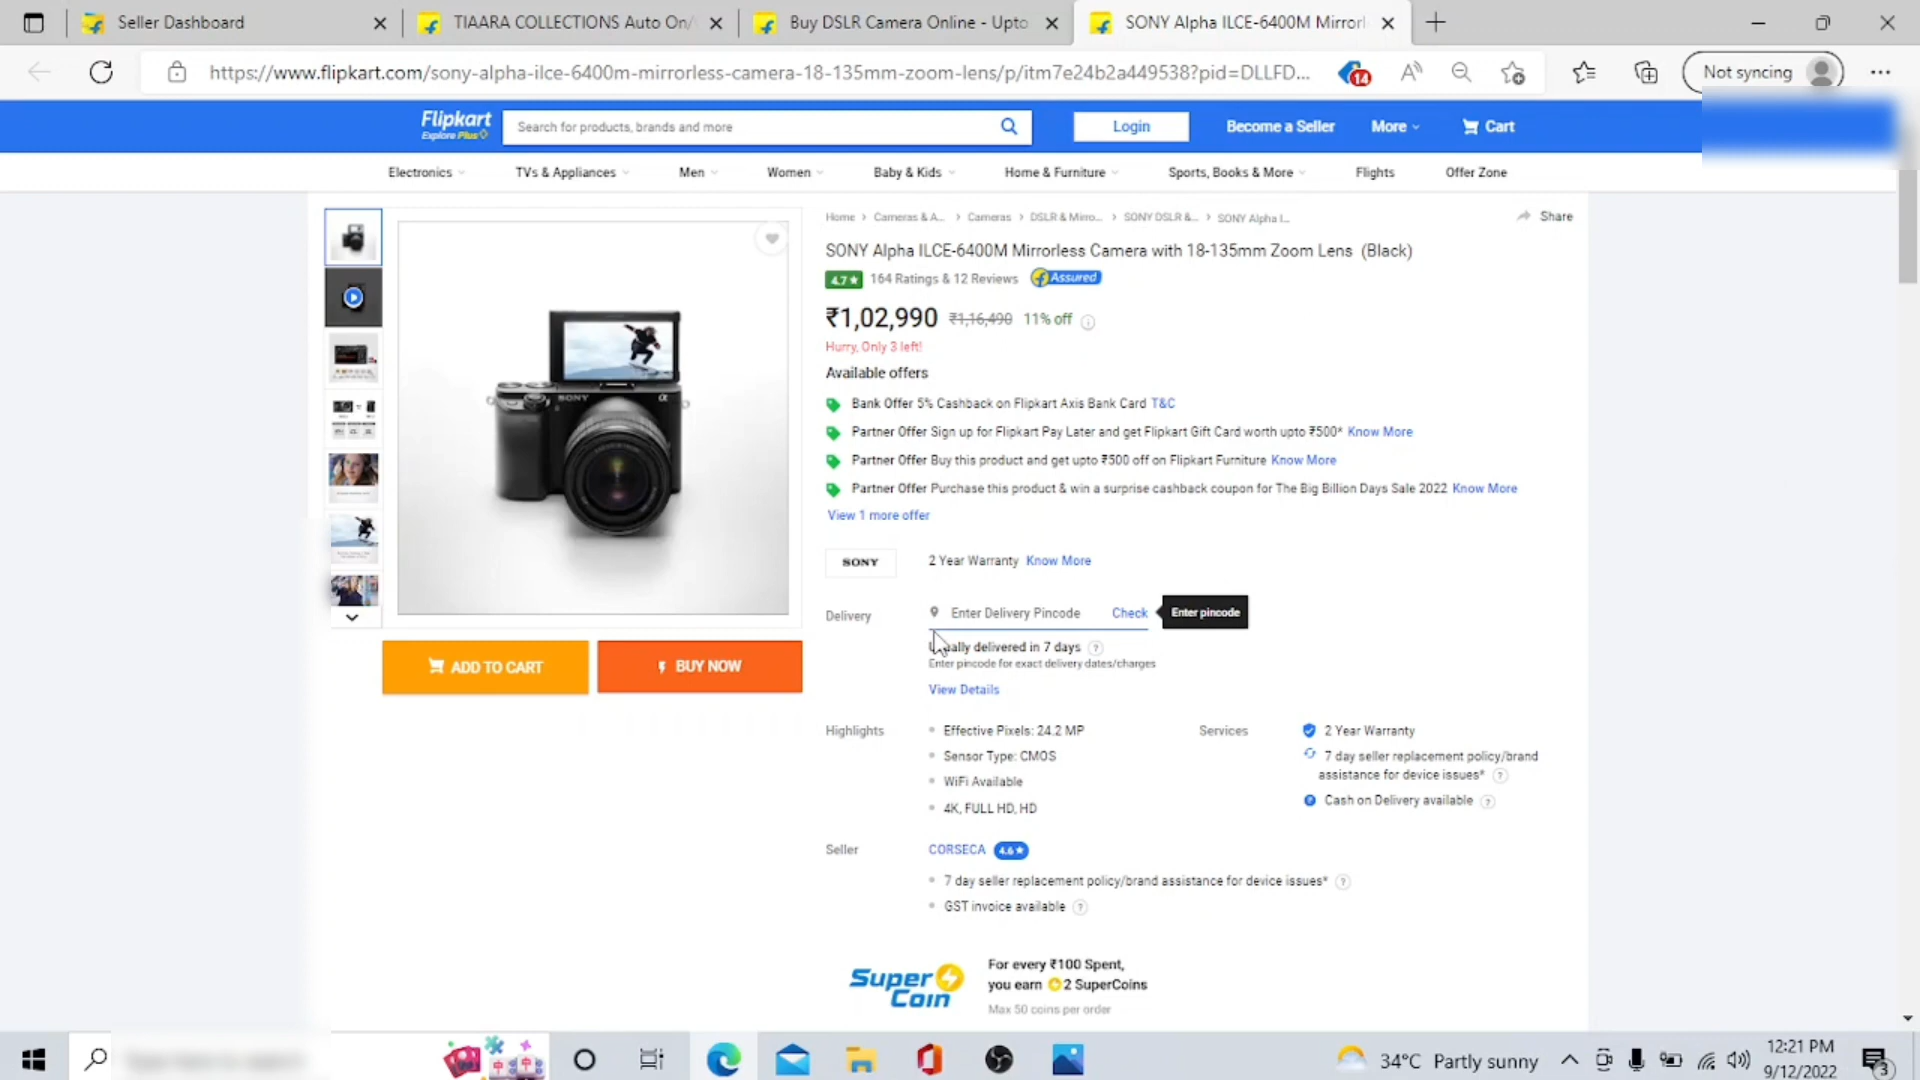 Seller Dashboard
TIAARA COLLECTIONS Auto On/
Buy DSLR Camera Online - Upto
SONY Alpha ILCE-6400M Mirrorl
https://www.flipkart.com/sony-alpha-ilce-6400m-mirrorless-camera-18-135mm-zoom-lens/p/itm7e24b2a449538?pid=DLLFD...
14
Not syncing
Flipkart
Explore Plus
Search for products, brands and more
Login
Become a Seller
More
Cart
Electronics
TVs & Appliances
Men
Women
Baby & Kids
Home & Furniture
Sports, Books & More
Flights
Offer Zone
Home
Cameras & A...
Cameras
DSLR & Mirro...
SONY DSLR &...
SONY Alpha I...
Share
SONY Alpha ILCE-6400M Mirrorless Camera with 18-135mm Zoom Lens (Black)
4.7★ 164 Ratings & 12 Reviews Assured
₹1,02,990 ₹1,16,490 11% off
Hurry, Only 3 left!
Available offers
Bank Offer 5% Cashback on Flipkart Axis Bank Card T&C
Partner Offer Sign up for Flipkart Pay Later and get Flipkart Gift Card worth upto ₹500* Know More
Partner Offer Buy this product and get upto ₹500 off on Flipkart Furniture Know More
Partner Offer Purchase this product & win a surprise cashback coupon for The Big Billion Days Sale 2022 Know More
View 1 more offer
SONY
2 Year Warranty Know More
Delivery
Enter Delivery Pincode
Check
Enter pincode
ually delivered in 7 days ?
Enter pincode for exact delivery dates/charges
View Details
SONY
ADD TO CART
BUY NOW
Highlights
Effective Pixels: 24.2 MP
Sensor Type: CMOS
WiFi Available
4K, FULL HD, HD
Services
2 Year Warranty
7 day seller replacement policy/brand
assistance for device issues* ?
Cash on Delivery available ?
Seller
CORSECA 4.6★
7 day seller replacement policy/brand assistance for device issues* ?
GST invoice available ?
Super
Coin
For every ₹100 Spent,
you earn 2 SuperCoins
Max 50 coins per order
34°C Partly sunny
12:21 PM
9/12/2022
3